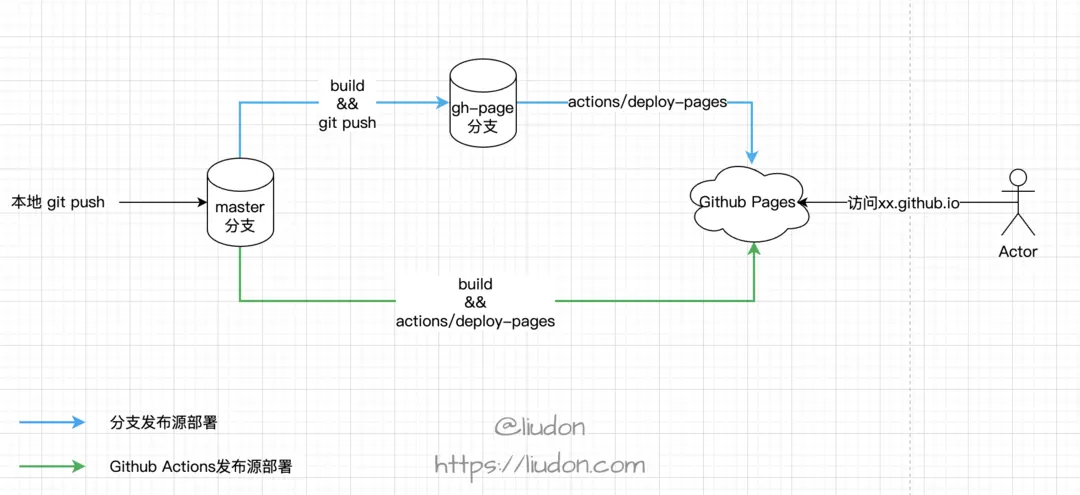 build
&&
git push
gh-page
分支
actions/deploy-pages
本地 git push
master
分支
Github Pages
访问xx.github.io
Actor
build
&&
actions/deploy-pages
分支发布源部署
Github Actions发布源部署
@liudon
https://liudon.com